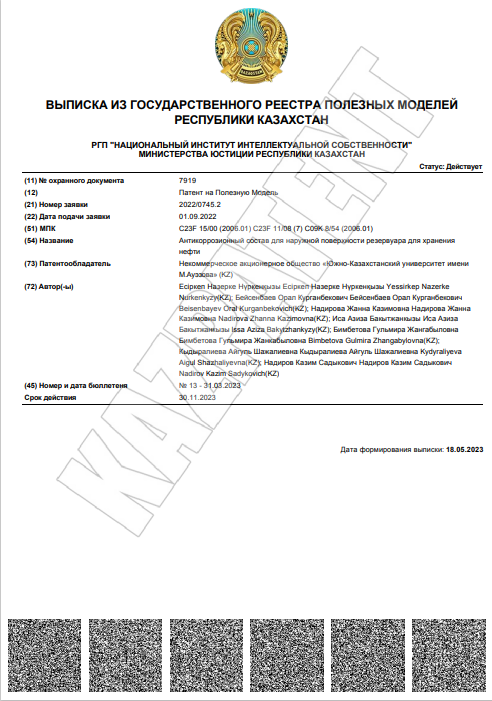 ВЫПИСКА ИЗ ГОСУДАРСТВЕННОГО РЕЕСТРА ПОЛЕЗНЫХ МОДЕЛЕЙ
РЕСПУБЛИКИ КАЗАХСТАН
РГП "НАЦИОНАЛЬНЫЙ ИНСТИТУТ ИНТЕЛЛЕКТУАЛЬНОЙ СОБСТВЕННОСТИ"
МИНИСТЕРСТВА ЮСТИЦИИ РЕСПУБЛИКИ КАЗАХСТАН
Статус: Действует
(11) № охранного документа 7919
(12) Патент на Полезную Модель
(21) Номер заявки 2022/0745.2
(22) Дата подачи заявки 01.09.2022
(51) МПК C23F 15/00 (2006.01) C23F 11/08 (7) C09K 8/54 (2006.01)
(54) Название Антикоррозионный состав для наружной поверхности резервуара для хранения
нефти
(73) Патентообладатель Некоммерческое акционерное общество «Южно-Казахстанский университет имени
М.Ауэзова» (KZ)
(72) Автор(-ы) Есіркеп Назерке Нуркенқызы Есіркеп Назерке Нуркенқызы Yessirkep Nazerke
Nurkenkyzy(KZ); Бейсенбаев Орал Курганбекович Бейсенбаев Орал Курганбекович
Beisenbayev Oral Kurganbekovich(KZ); Надирова Жанна Казимовна Надирова Жанна
Казимовна Nadirova Zhanna Kazimovna(KZ); Иса Азиза Бакытжанкызы Иса Азиза
Бакытжанкызы Issa Aziza Bakytzhankyzy(KZ); Бимбетова Гульмира Жангабыловна
Бимбетова Гульмира Жанкабыловна Bimbetova Gulmira Zhangabylovna(KZ);
Кыдыралиева Айгуль Шажалиевна Кыдыралиева Айгуль Шажалиевна Kydyraliyeva
Aigul Shazhaliyevna(KZ); Надиров Казим Садыкович Надиров Казим Садыкович
Nadirov Kazim Sadykovich(KZ)
(45) Номер и дата бюллетеня № 13 - 31.03.2023
Срок действия 30.11.2023
Дата формирования выписки: 18.05.2023
KAZPATENT